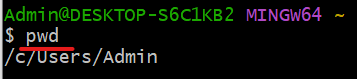 Admin@DESKTOP-S6C1KB2 MINGW64 ~
$ pwd
/c/Users/Admin